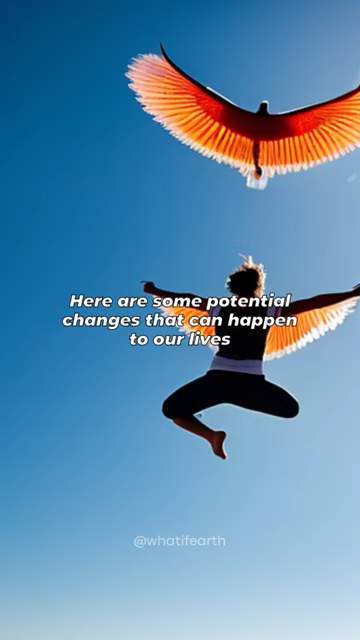 Here are some potential
changes that can happen
to our lives
@whatifearth